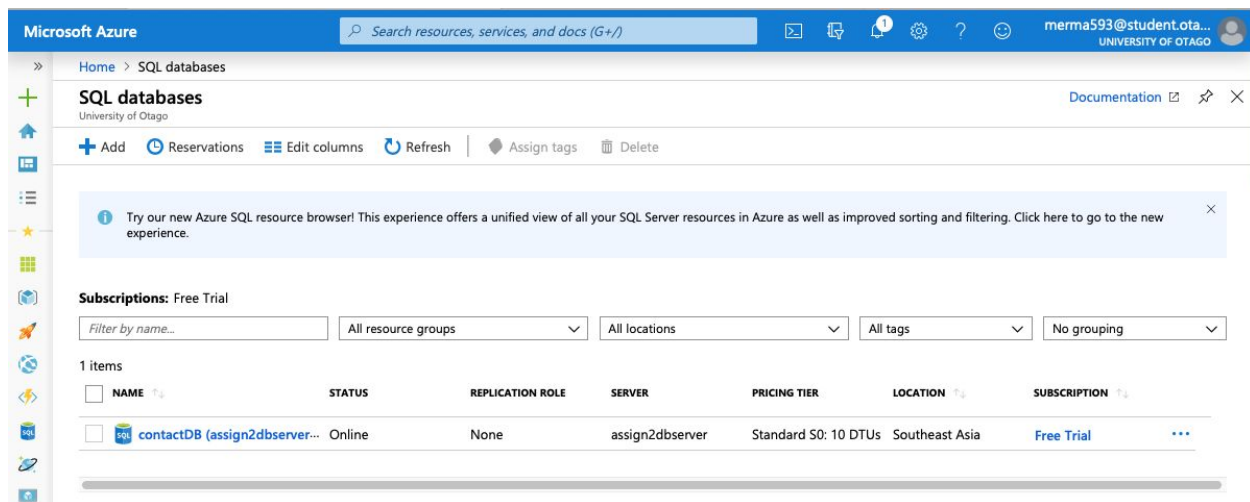 Microsoft Azure
Search resources, services, and docs (G+/)
1
merma593@student.ota...
UNIVERSITY OF OTAGO
Home > SQL databases
SQL databases
University of Otago
Documentation
Add Reservations Edit columns Refresh Assign tags Delete
Try our new Azure SQL resource browser! This experience offers a unified view of all your SQL Server resources in Azure as well as improved sorting and filtering. Click here to go to the new
experience.
Subscriptions: Free Trial
Filter by name... All resource groups All locations All tags No grouping
1 items
NAME STATUS REPLICATION ROLE SERVER PRICING TIER LOCATION SUBSCRIPTION
SQL contactDB (assign2dbserver... Online None assign2dbserver Standard S0: 10 DTUs Southeast Asia Free Trial ...
SQL